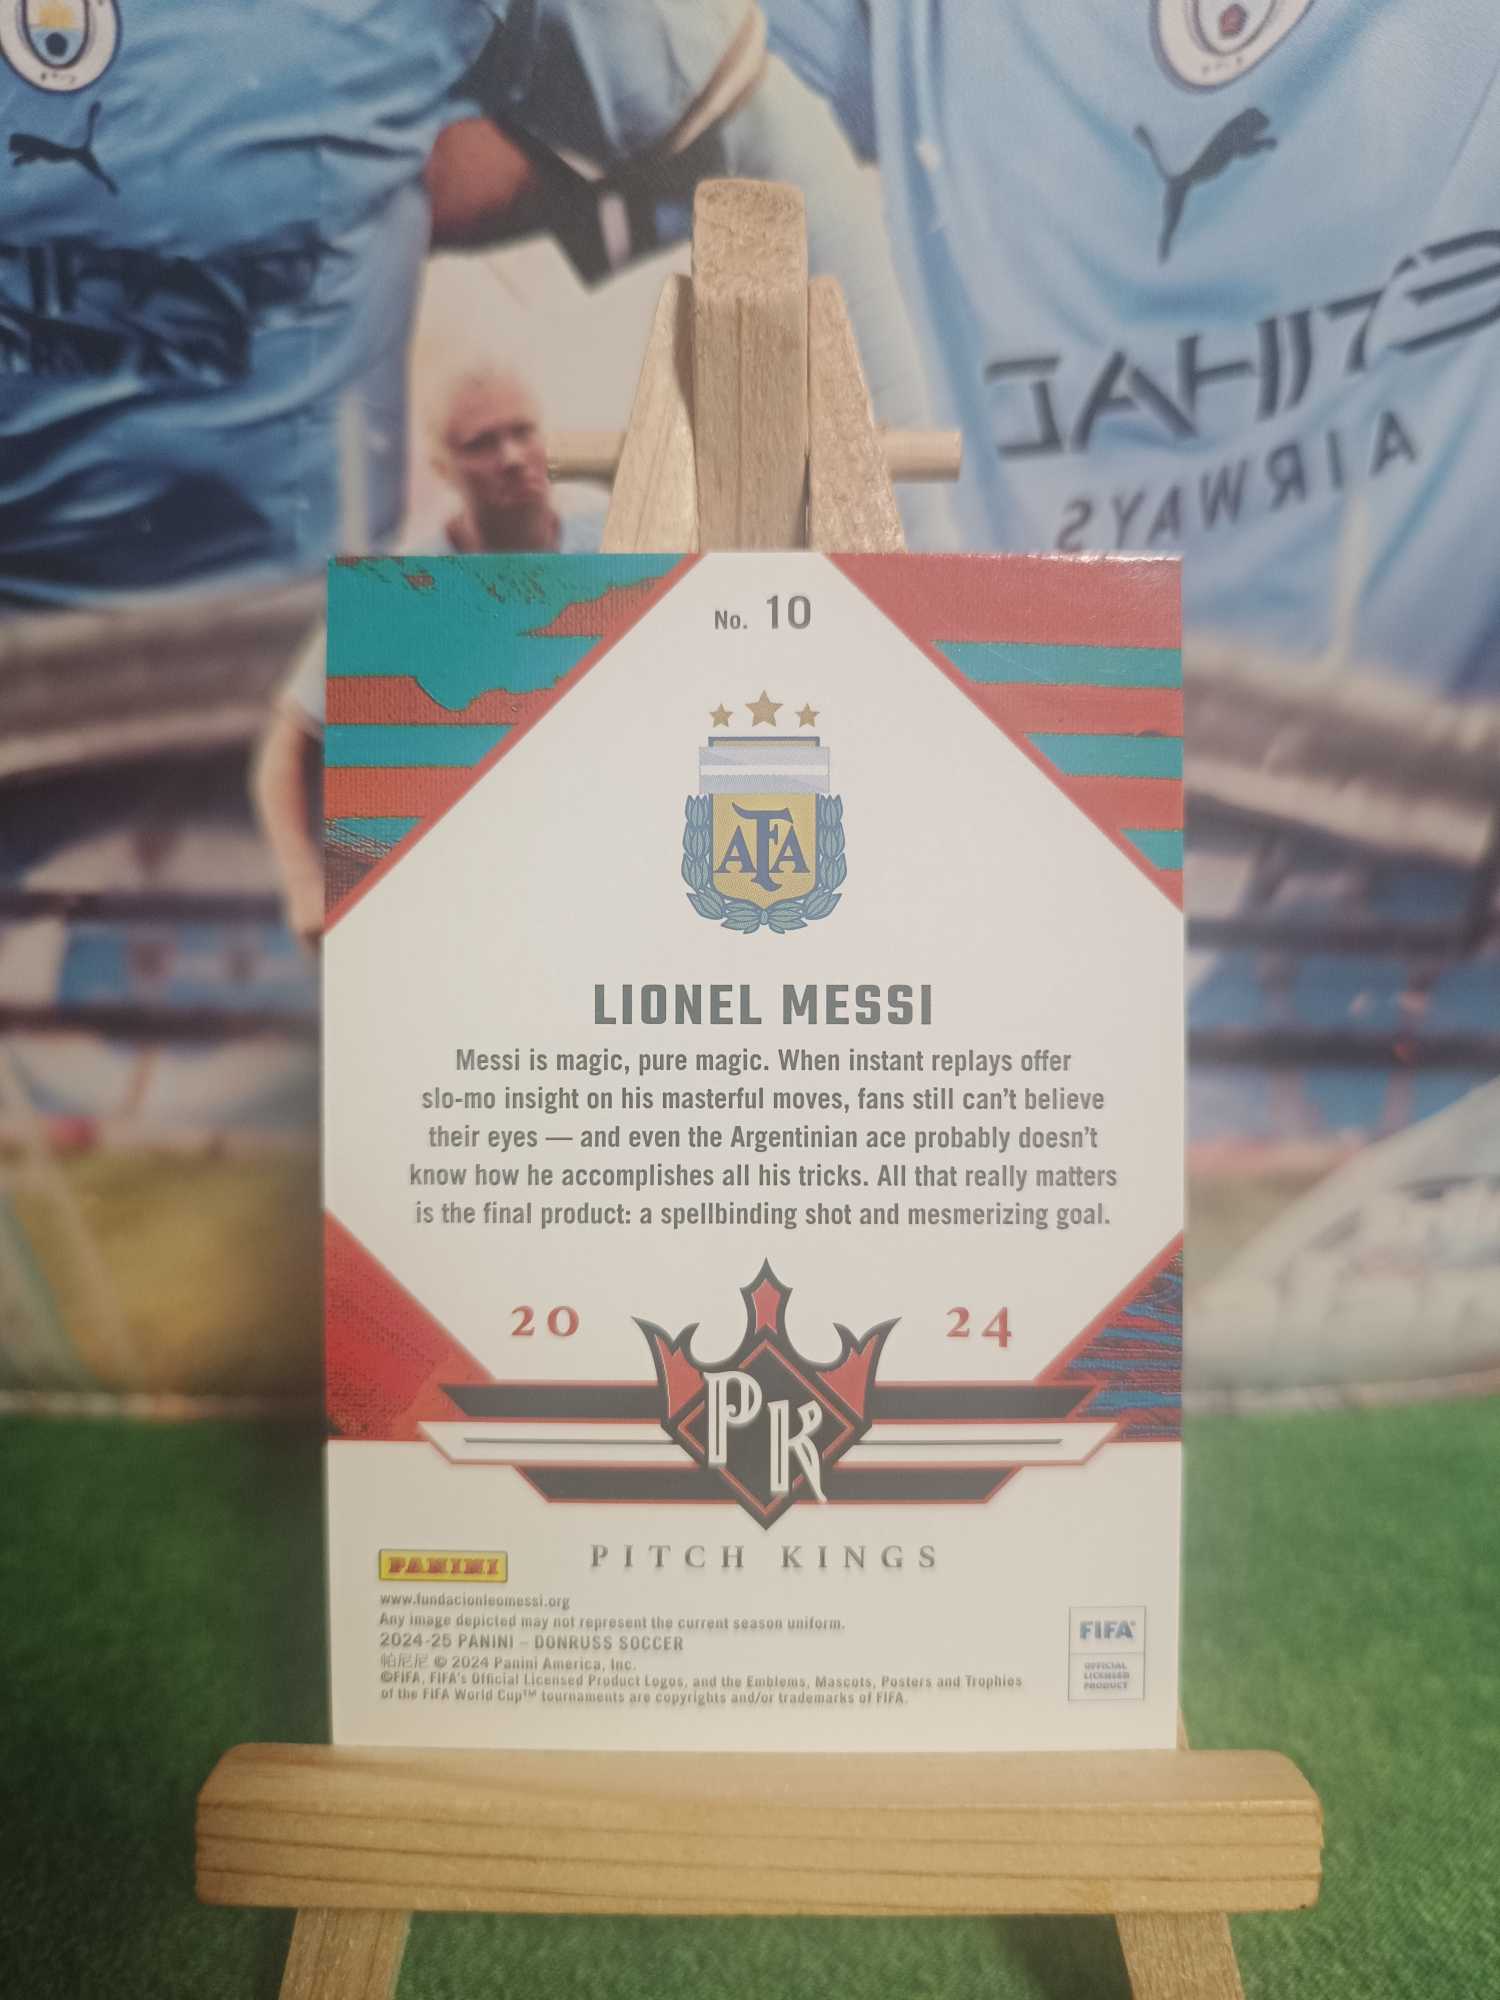 ETIHAD
AIRWAYS
No. 10
AFA
LIONEL MESSI
Messi is magic, pure magic. When instant replays offer
slo-mo insight on his masterful moves, fans still can't believe
their eyes — and even the Argentinian ace probably doesn't
know how he accomplishes all his tricks. All that really matters
is the final product: a spellbinding shot and mesmerizing goal.
20 24
PK
PITCH KINGS
PANINI
www.fundacionleomessi.org
Any image depicted may not represent the current season uniform.
2024-25 PANINI – DONRUSS SOCCER
帕尼尼 © 2024 Panini America, Inc.
©FIFA, FIFA's Official Licensed Product Logos, and the Emblems, Mascots, Posters and Trophies
of the FIFA World Cup™ tournaments are copyrights and/or trademarks of FIFA.
FIFA®
OFFICIAL
LICENSED
PRODUCT